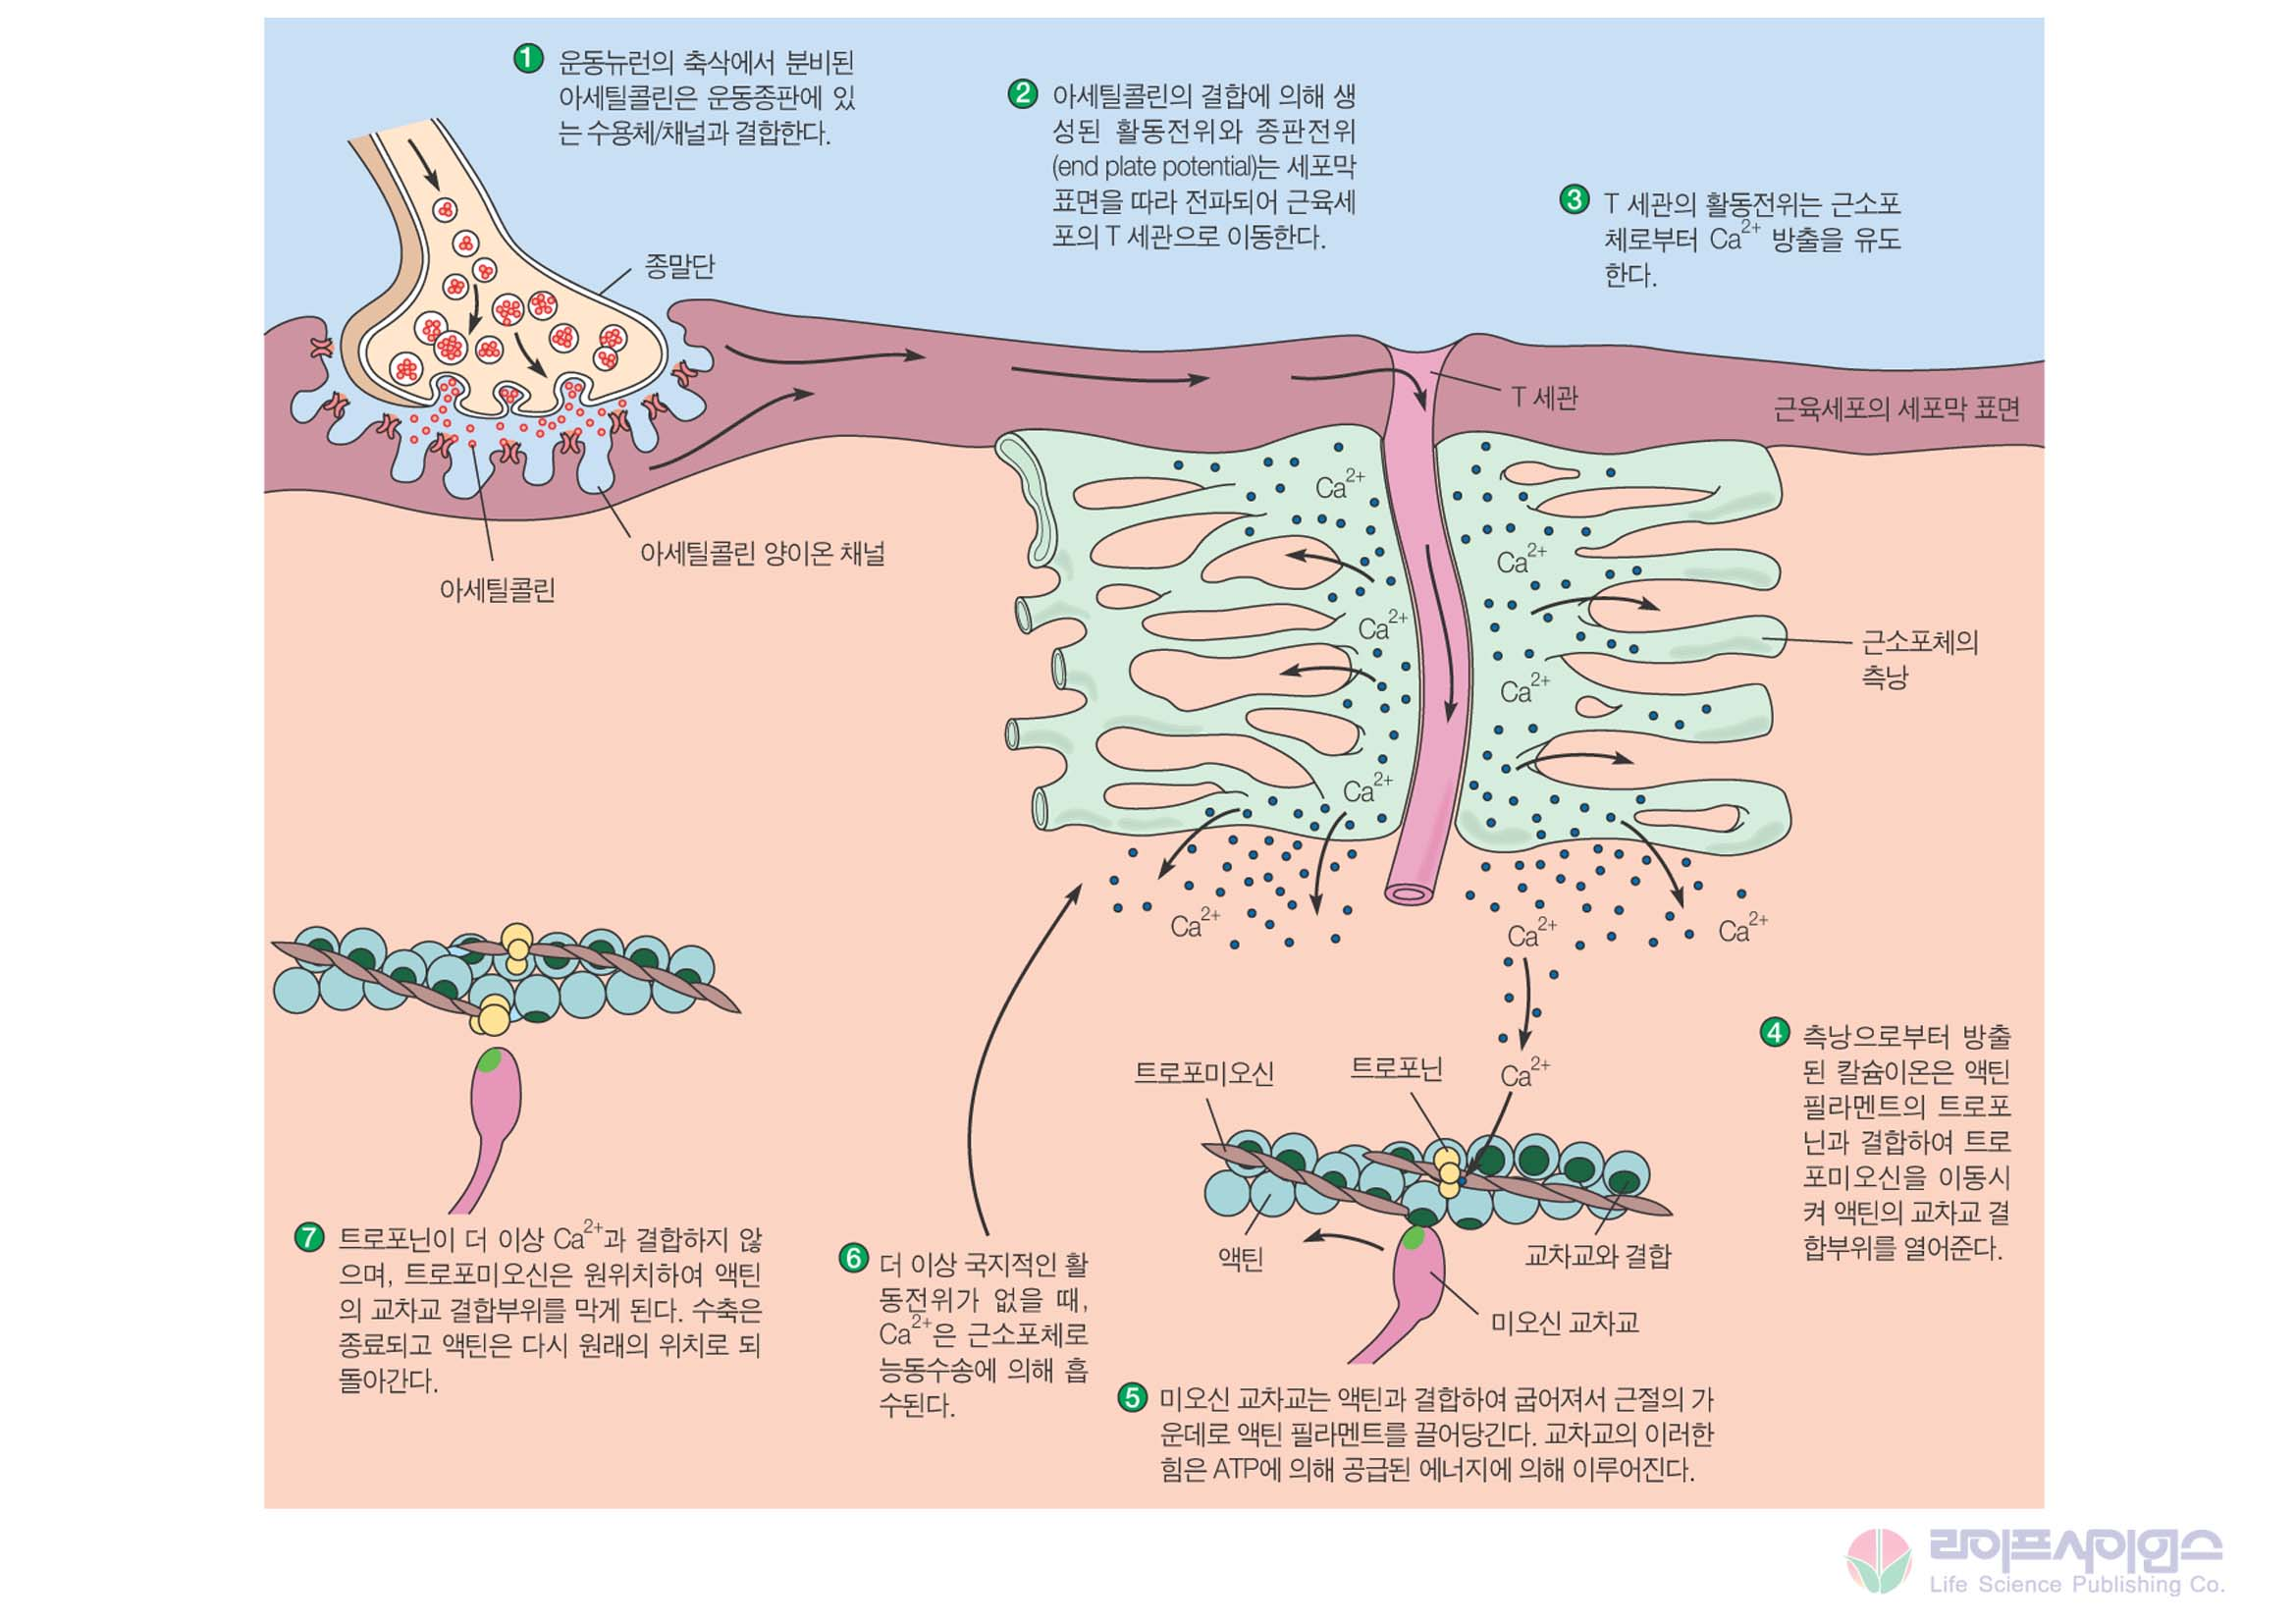 1 운동뉴런의 축삭에서 분비된
아세틸콜린은 운동종판에 있
는 수용체/채널과 결합한다.
2 아세틸콜린의 결합에 의해 생
성된 활동전위와 종판전위
(end plate potential)는 세포막
표면을 따라 전파되어 근육세
포의 T 세관으로 이동한다.
3 T 세관의 활동전위는 근소포
체로부터 Ca2+ 방출을 유도
한다.
종말단
T 세관
근육세포의 세포막 표면
아세틸콜린 양이온 채널
아세틸콜린
Ca2+
Ca2+
Ca2+
Ca2+
Ca2+
근소포체의
측낭
Ca2+
Ca2+
Ca2+
Ca2+
트로포미오신
트로포닌
액틴
교차교와 결합
미오신 교차교
4 측낭으로부터 방출
된 칼슘이온은 액틴
필라멘트의 트로포
닌과 결합하여 트로
포미오신을 이동시
켜 액틴의 교차교 결
합부위를 열어준다.
5 미오신 교차교는 액틴과 결합하여 굽어져서 근절의 가
운데로 액틴 필라멘트를 끌어당긴다. 교차교의 이러한
힘은 ATP에 의해 공급된 에너지에 의해 이루어진다.
6 더 이상 국지적인 활
동전위가 없을 때,
Ca2+은 근소포체로
능동수송에 의해 흡
수된다.
7 트로포닌이 더 이상 Ca2+과 결합하지 않
으며, 트로포미오신은 원위치하여 액틴
의 교차교 결합부위를 막게 된다. 수축은
종료되고 액틴은 다시 원래의 위치로 되
돌아간다.
라이프사이언스
Life Science Publishing Co.